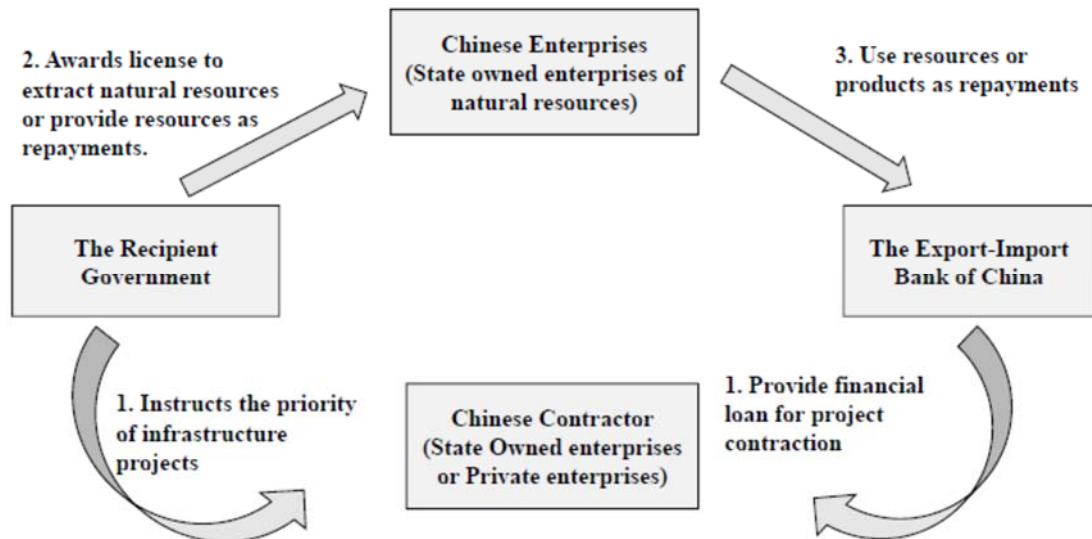 Chinese Enterprises
(State owned enterprises of
natural resources)
2. Awards license to
extract natural resources
or provide resources as
repayments.
3. Use resources or
products as repayments
The Recipient
Government
The Export-Import
Bank of China
1. Instructs the priority
of infrastructure
projects
Chinese Contractor
(State Owned enterprises
or Private enterprises)
1. Provide financial
loan for project
contraction